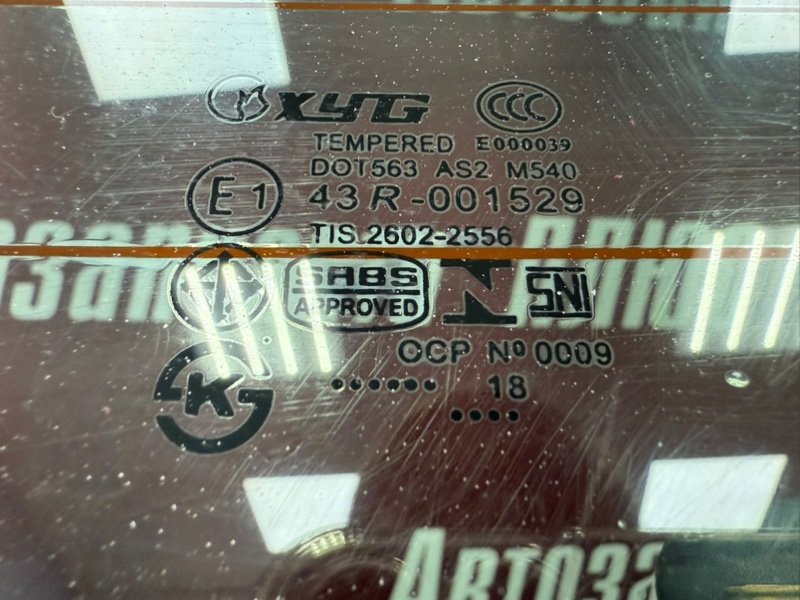 XYG CCC
TEMPERED E000039
DOT563 AS2 M540
E1 43R-001529
TIS 2602-2556
SABS
APPROVED
SNI
OCP Nº 0009
K
18
Автоза